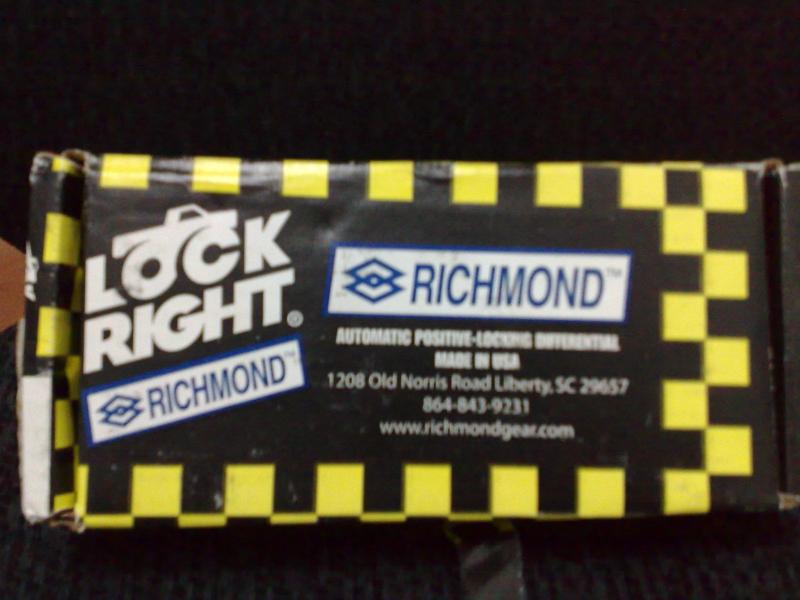 LOCK
RIGHT®
RICHMOND™
RICHMOND™
AUTOMATIC POSITIVE-LOCKING DIFFERENTIAL
MADE IN USA
1208 Old Norris Road Liberty, SC 29657
864-843-9231
www.richmondgear.com